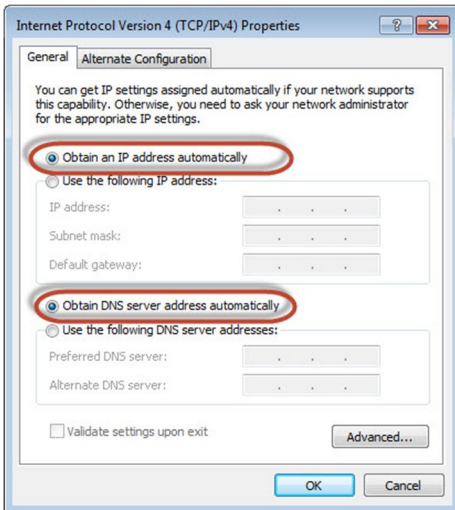 Internet Protocol Version 4 (TCP/IPv4) Properties
General
Alternate Configuration
You can get IP settings assigned automatically if your network supports
this capability. Otherwise, you need to ask your network administrator
for the appropriate IP settings.
Obtain an IP address automatically
Use the following IP address:
IP address:
Subnet mask:
Default gateway:
Obtain DNS server address automatically
Use the following DNS server addresses:
Preferred DNS server:
Alternate DNS server:
Validate settings upon exit
Advanced...
OK
Cancel